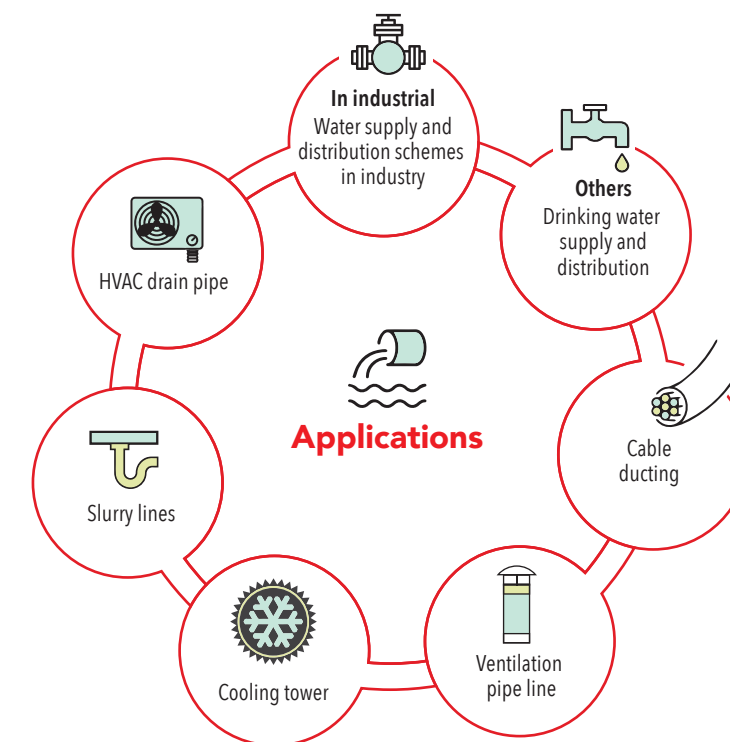 In industrial
Water supply and
distribution schemes
in industry
Others
Drinking water
supply and
distribution
HVAC drain pipe
Applications
Cable
ducting
Slurry lines
Ventilation
pipe line
Cooling tower